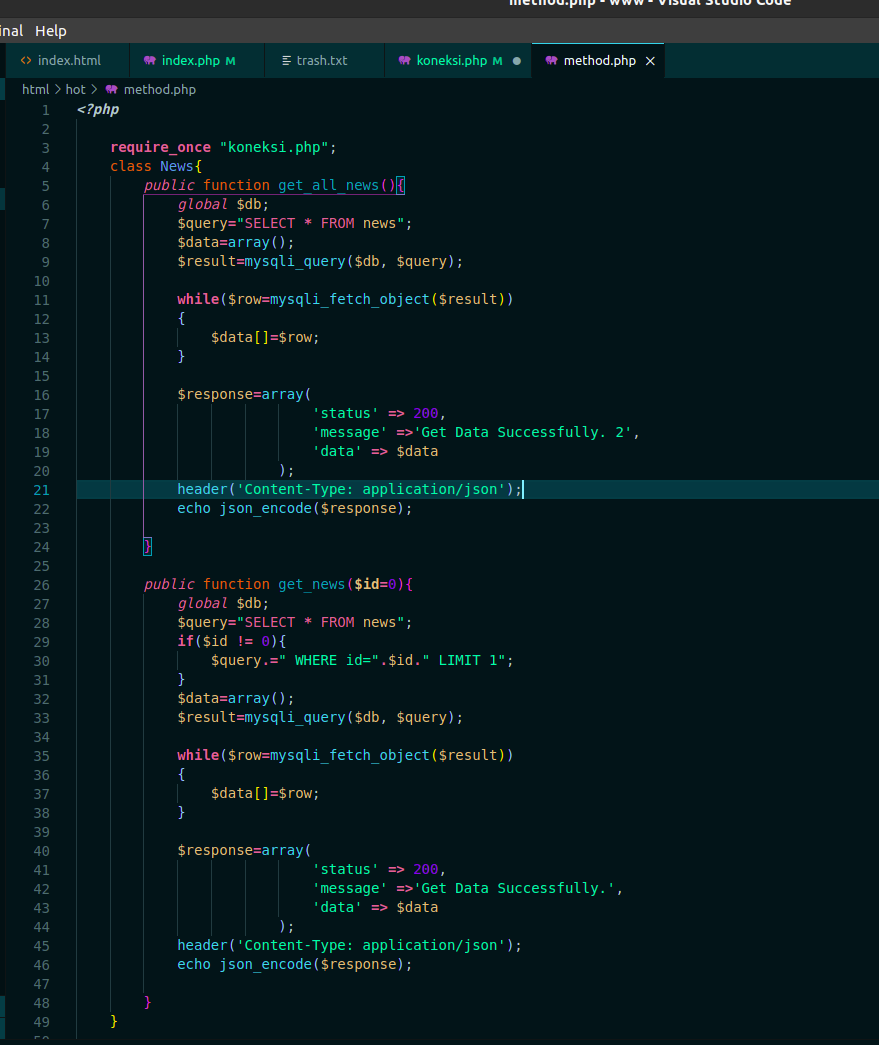 method.php - www - Visual Studio Code
inal Help
<> index.html index.php M trash.txt koneksi.php M ● method.php ×
html > hot > method.php
1 <?php
2
3 require_once "koneksi.php";
4 class News{
5 public function get_all_news(){
6 global $db;
7 $query="SELECT * FROM news";
8 $data=array();
9 $result=mysqli_query($db, $query);
10
11 while($row=mysqli_fetch_object($result))
12 {
13 $data[]=$row;
14 }
15
16 $response=array(
17 'status' => 200,
18 'message' =>'Get Data Successfully. 2',
19 'data' => $data
20 );
21 header('Content-Type: application/json');
22 echo json_encode($response);
23
24 }
25
26 public function get_news($id=0){
27 global $db;
28 $query="SELECT * FROM news";
29 if($id != 0){
30 $query.=" WHERE id=".$id." LIMIT 1";
31 }
32 $data=array();
33 $result=mysqli_query($db, $query);
34
35 while($row=mysqli_fetch_object($result))
36 {
37 $data[]=$row;
38 }
39
40 $response=array(
41 'status' => 200,
42 'message' =>'Get Data Successfully.',
43 'data' => $data
44 );
45 header('Content-Type: application/json');
46 echo json_encode($response);
47
48 }
49 }